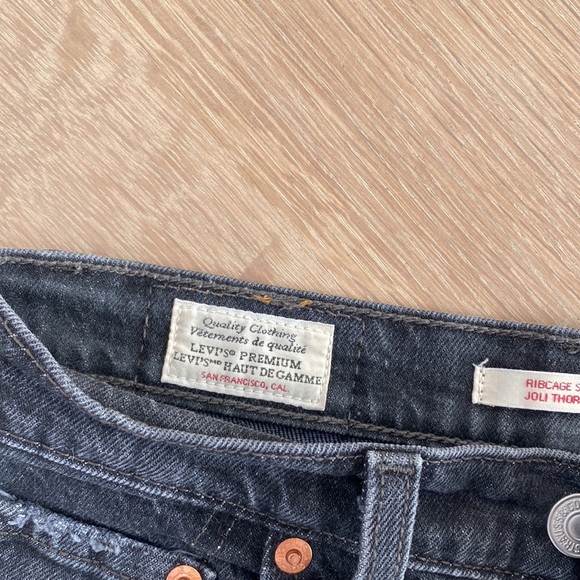 Quality Clothing
Vêtements de qualité
LEVI'S® PREMIUM
LEVI'S MD HAUT DE GAMME
SAN FRANCISCO, CAL.
RIBCAGE S
JOLI THOR